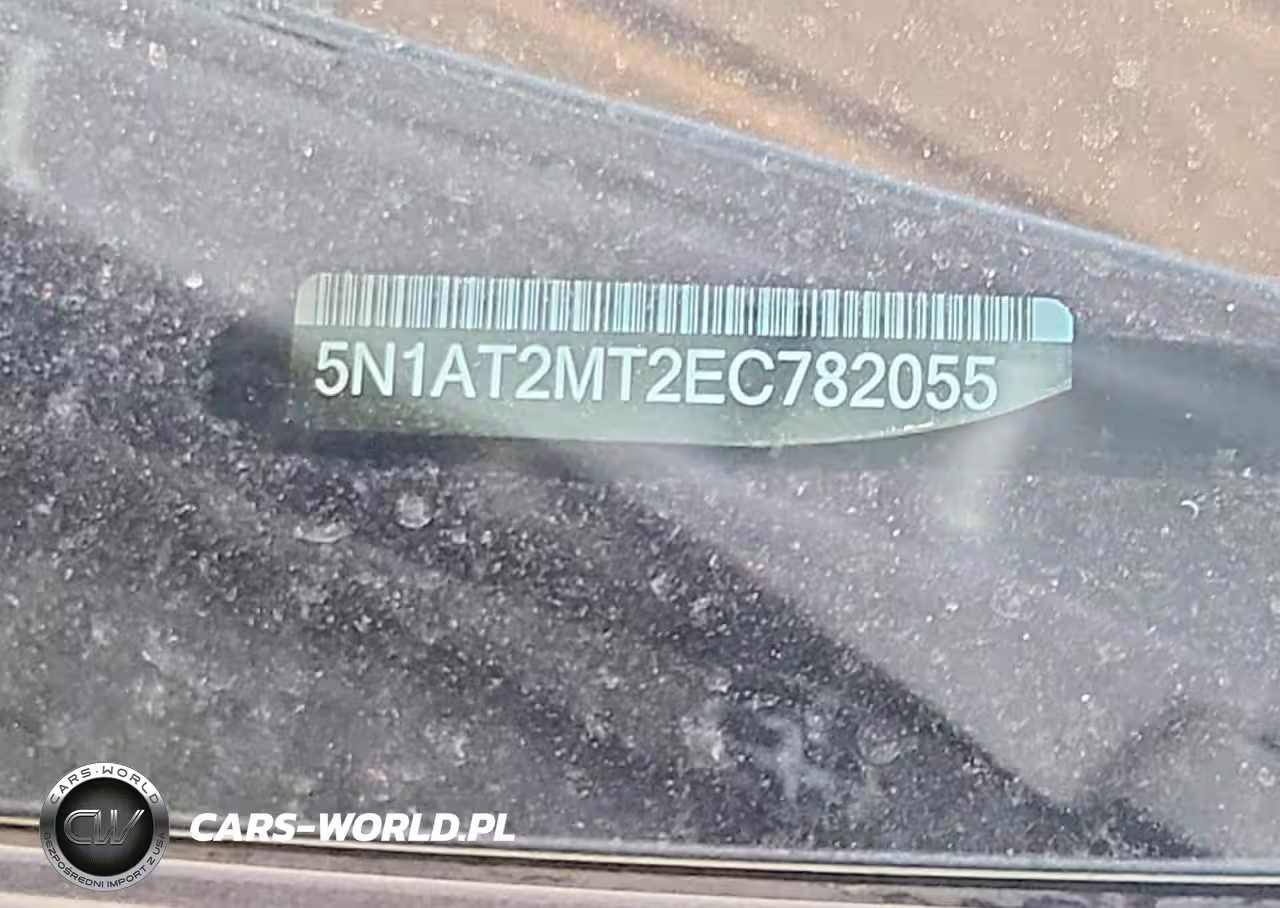 5N1AT2MT2EC782055
CARS-WORLD
CW
BEZPOŚREDNI IMPORT Z USA
CARS-WORLD.PL